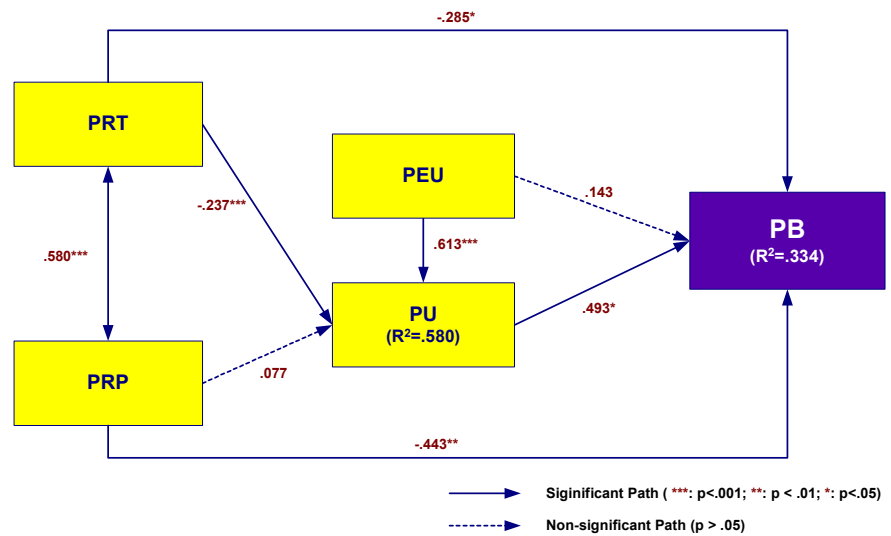 -.285*
PRT
PEU
.143
-.237***
PB
(R²=.334)
.580***
.613***
PU
(R²=.580)
.493*
PRP
.077
-.443**
Siginificant Path ( ***: p<.001; **: p < .01; *: p<.05)
Non-significant Path (p > .05)